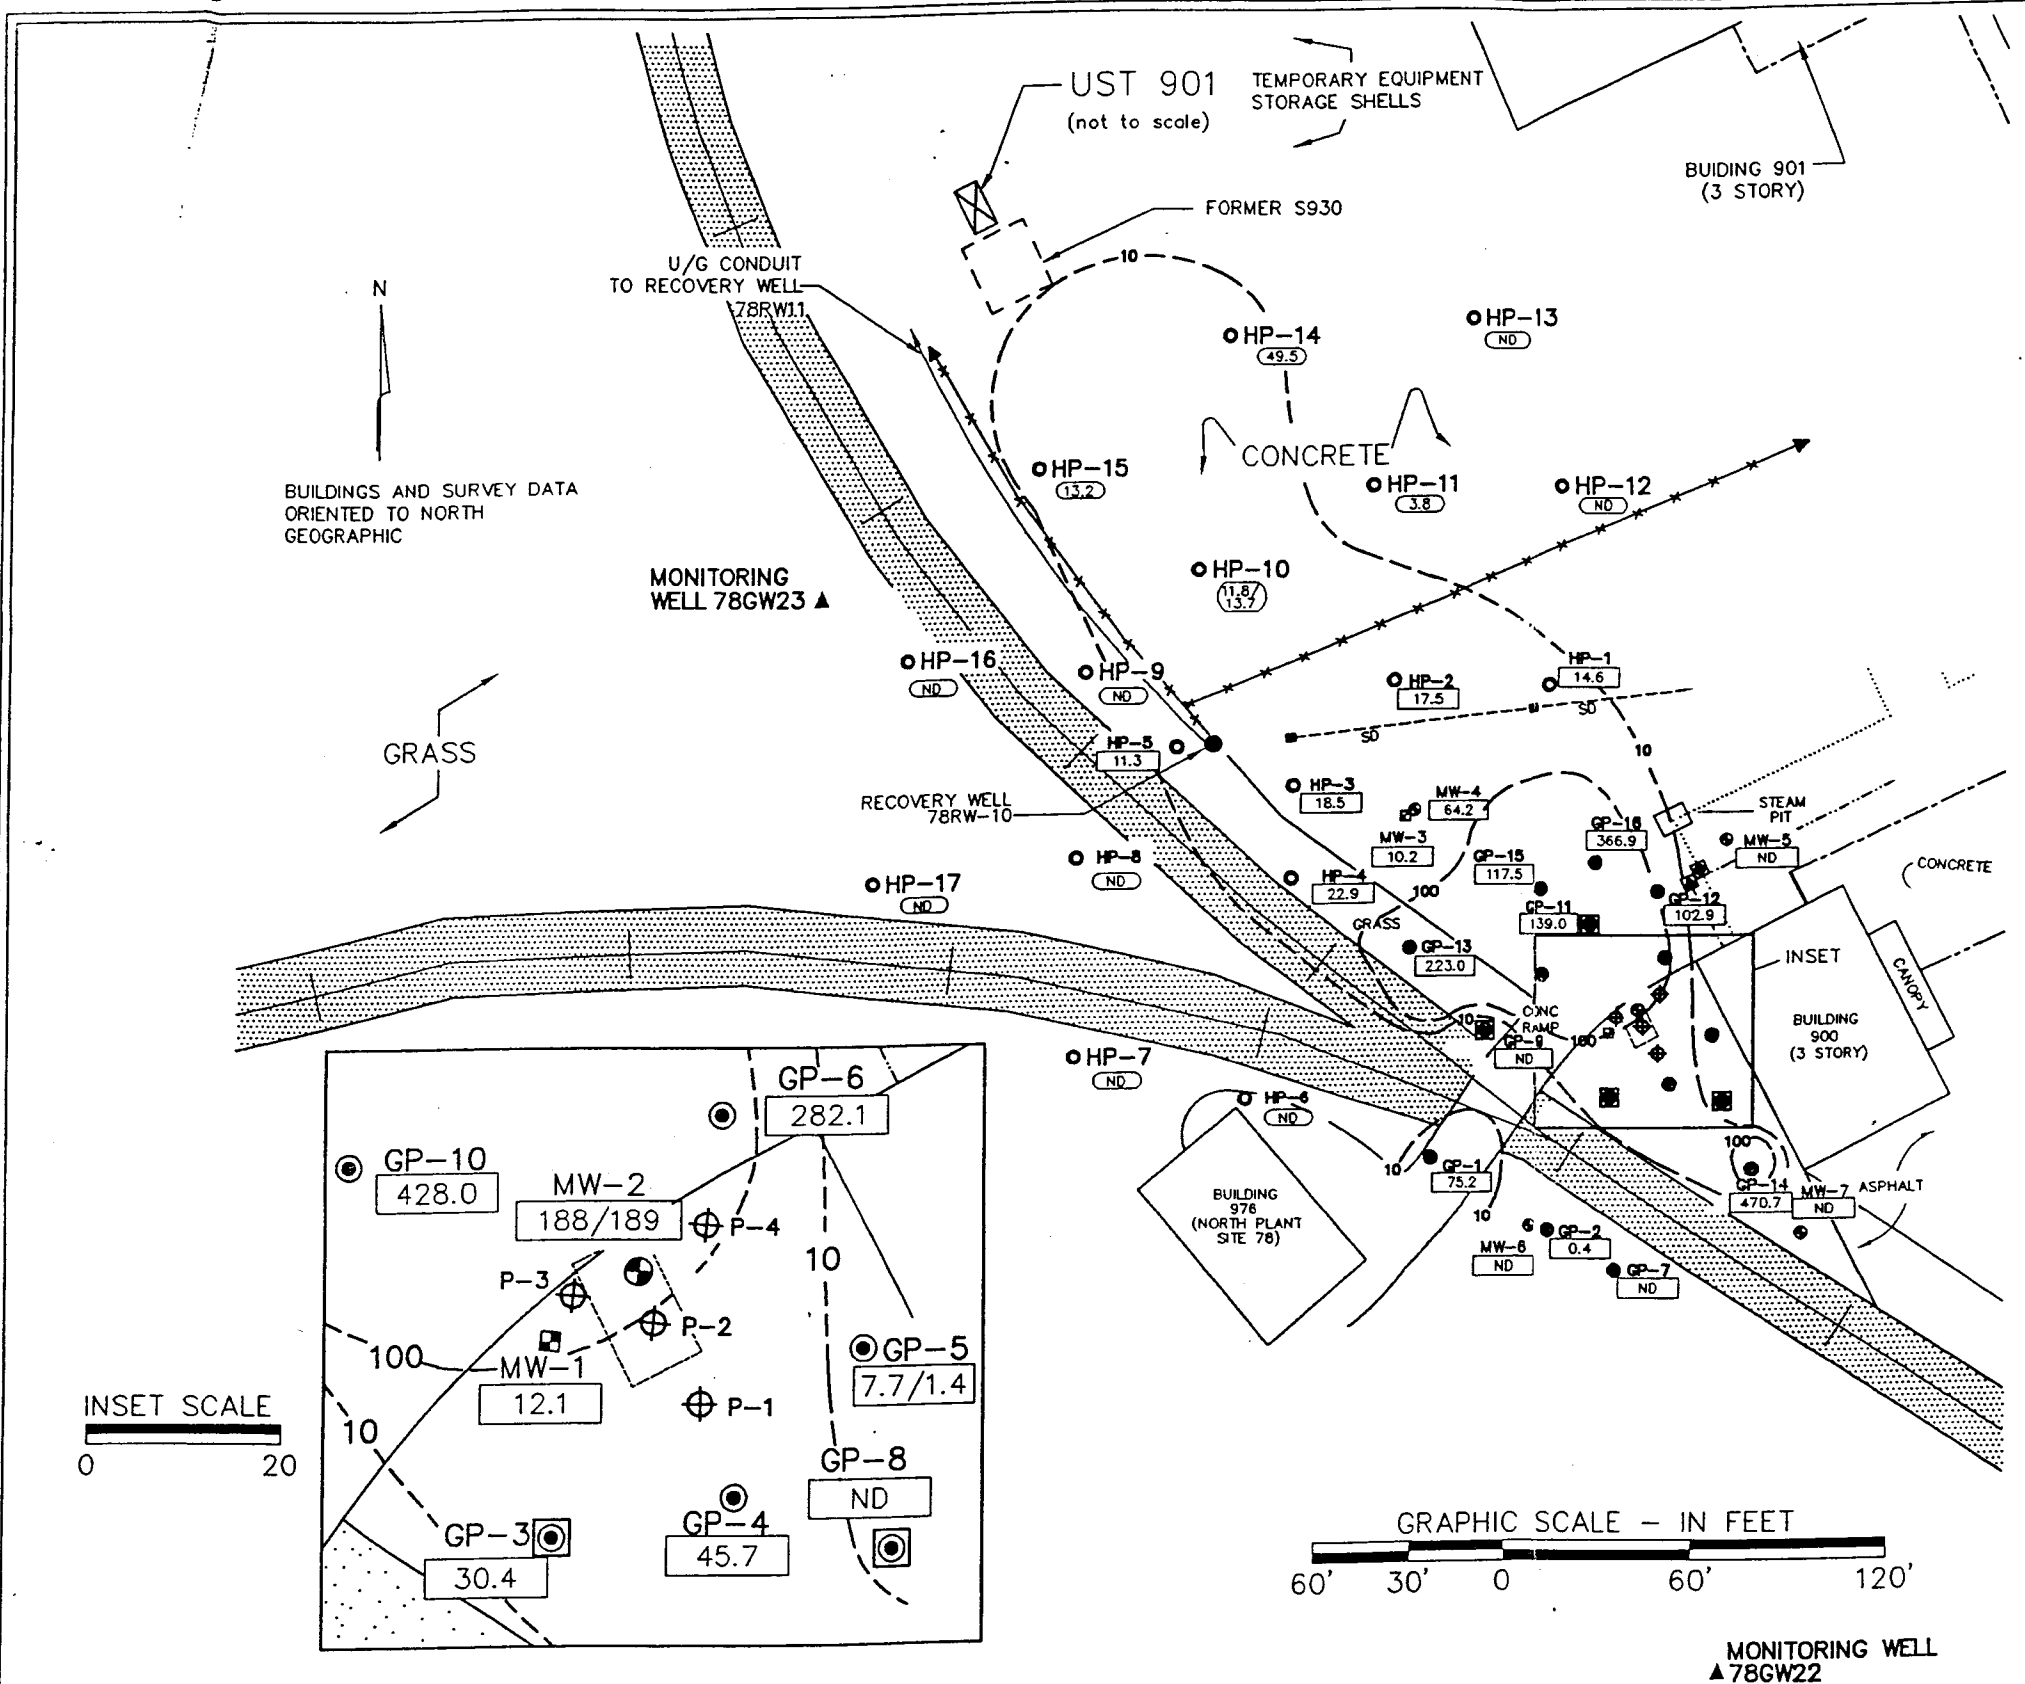 UST 901
(not to scale)
TEMPORARY EQUIPMENT
STORAGE SHELLS
BUIDING 901
(3 STORY)
FORMER S930
U/G CONDUIT
TO RECOVERY WELL
78RW11
N
BUILDINGS AND SURVEY DATA
ORIENTED TO NORTH
GEOGRAPHIC
10
HP-14
49.5
HP-13
ND
CONCRETE
HP-15
13.2
HP-11
3.8
HP-12
ND
HP-10
11.8/
13.7
MONITORING
WELL 78GW23
HP-16
ND
HP-9
ND
HP-2
17.5
HP-1
14.6
SD
SD
10
GRASS
HP-5
11.3
RECOVERY WELL
78RW-10
HP-3
18.5
MW-4
64.2
MW-3
10.2
STEAM
PIT
GP-16
366.9
MW-5
ND
GP-15
117.5
CONCRETE
HP-8
ND
HP-17
ND
HP-4
22.9
100
GP-11
139.0
GP-12
102.9
GRASS
GP-13
223.0
INSET
CANOPY
BUILDING
900
(3 STORY)
10
CONC
RAMP
100
GP-9
ND
HP-7
ND
HP-6
ND
10
GP-1
75.2
10
BUILDING
976
(NORTH PLANT
SITE 78)
MW-6
ND
GP-2
0.4
GP-7
ND
100
GP-14
470.7
MW-7
ND
ASPHALT
GP-6
282.1
GP-10
428.0
MW-2
188/189
P-4
10
P-3
P-2
100
MW-1
12.1
GP-5
7.7/1.4
P-1
10
GP-8
ND
GP-3
30.4
GP-4
45.7
INSET SCALE
0 20
GRAPHIC SCALE - IN FEET
60' 30' 0 60' 120'
MONITORING WELL
78GW22